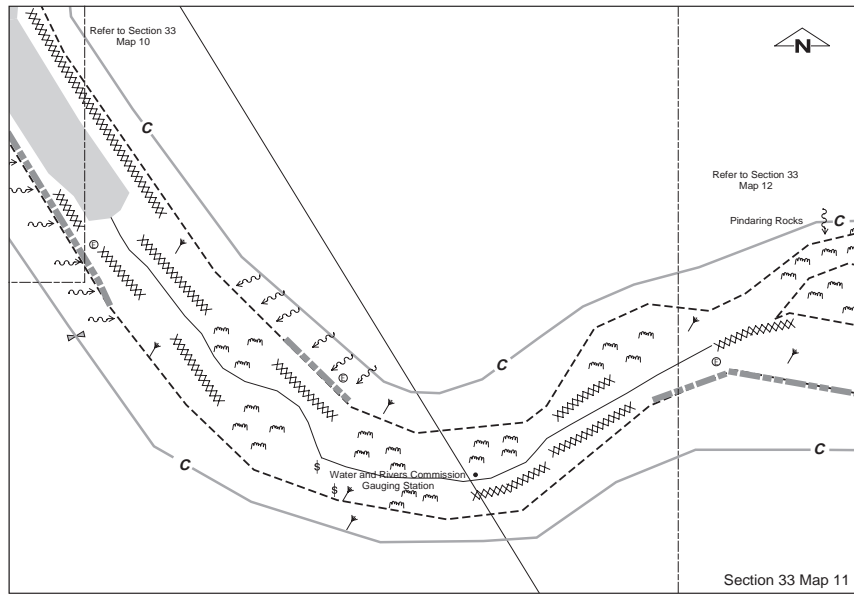 Refer to Section 33
Map 10
N
C
Refer to Section 33
Map 12
Pindaring Rocks
C
E
E
E
C
C
C
$
$
Water and Rivers Commission
Gauging Station
Section 33 Map 11